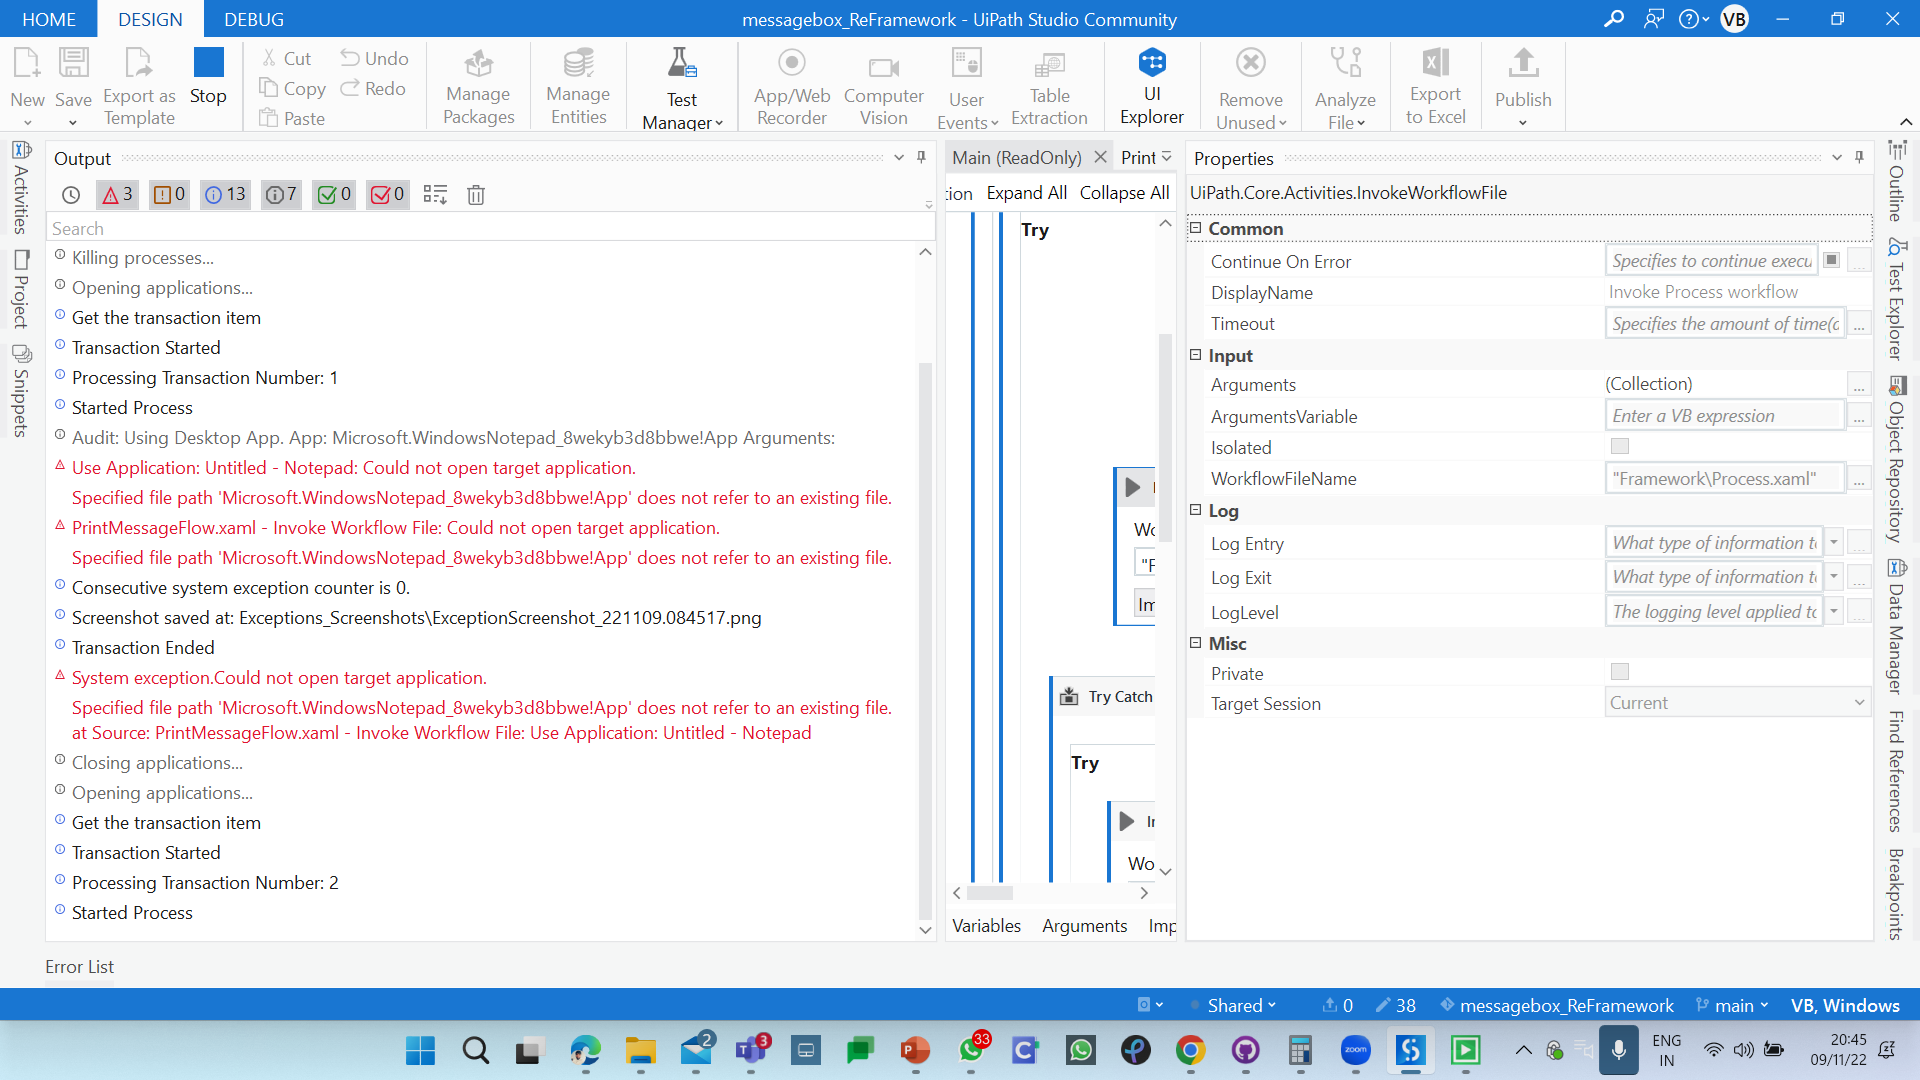 HOME DESIGN DEBUG
messagebox_ReFramework - UiPath Studio Community
VB
New
Save
Export as
Template
Stop
Cut
Copy
Paste
Undo
Redo
Manage
Packages
Manage
Entities
Test
Manager
App/Web
Recorder
Computer
Vision
User
Events
Table
Extraction
UI
Explorer
Remove
Unused
Analyze
File
Export
to Excel
Publish
Activities
Project
Snippets
Output
3 0 13 7 0 0
Search
Killing processes...
Opening applications...
Get the transaction item
Transaction Started
Processing Transaction Number: 1
Started Process
Audit: Using Desktop App. App: Microsoft.WindowsNotepad_8wekyb3d8bbwe!App Arguments:
Use Application: Untitled - Notepad: Could not open target application.
Specified file path 'Microsoft.WindowsNotepad_8wekyb3d8bbwe!App' does not refer to an existing file.
PrintMessageFlow.xaml - Invoke Workflow File: Could not open target application.
Specified file path 'Microsoft.WindowsNotepad_8wekyb3d8bbwe!App' does not refer to an existing file.
Consecutive system exception counter is 0.
Screenshot saved at: Exceptions_Screenshots\ExceptionScreenshot_221109.084517.png
Transaction Ended
System exception.Could not open target application.
Specified file path 'Microsoft.WindowsNotepad_8wekyb3d8bbwe!App' does not refer to an existing file.
at Source: PrintMessageFlow.xaml - Invoke Workflow File: Use Application: Untitled - Notepad
Closing applications...
Opening applications...
Get the transaction item
Transaction Started
Processing Transaction Number: 2
Started Process
Error List
Main (ReadOnly) Print
tion Expand All Collapse All
Try
Wo
"F
Im
Try Catch
Try
In
Wo
Variables Arguments Imp
Properties
UiPath.Core.Activities.InvokeWorkflowFile
Common
Continue On Error Specifies to continue execu ...
DisplayName Invoke Process workflow
Timeout Specifies the amount of time( ...
Input
Arguments (Collection) ...
ArgumentsVariable Enter a VB expression ...
Isolated
WorkflowFileName "Framework\Process.xaml" ...
Log
Log Entry What type of information t ...
Log Exit What type of information t ...
LogLevel The logging level applied t ...
Misc
Private
Target Session Current
Outline
Test Explorer
Object Repository
Data Manager
Find References
Breakpoints
Shared 0 38 messagebox_ReFramework main VB, Windows
2 3 33
zoom
ENG
IN
20:45
09/11/22